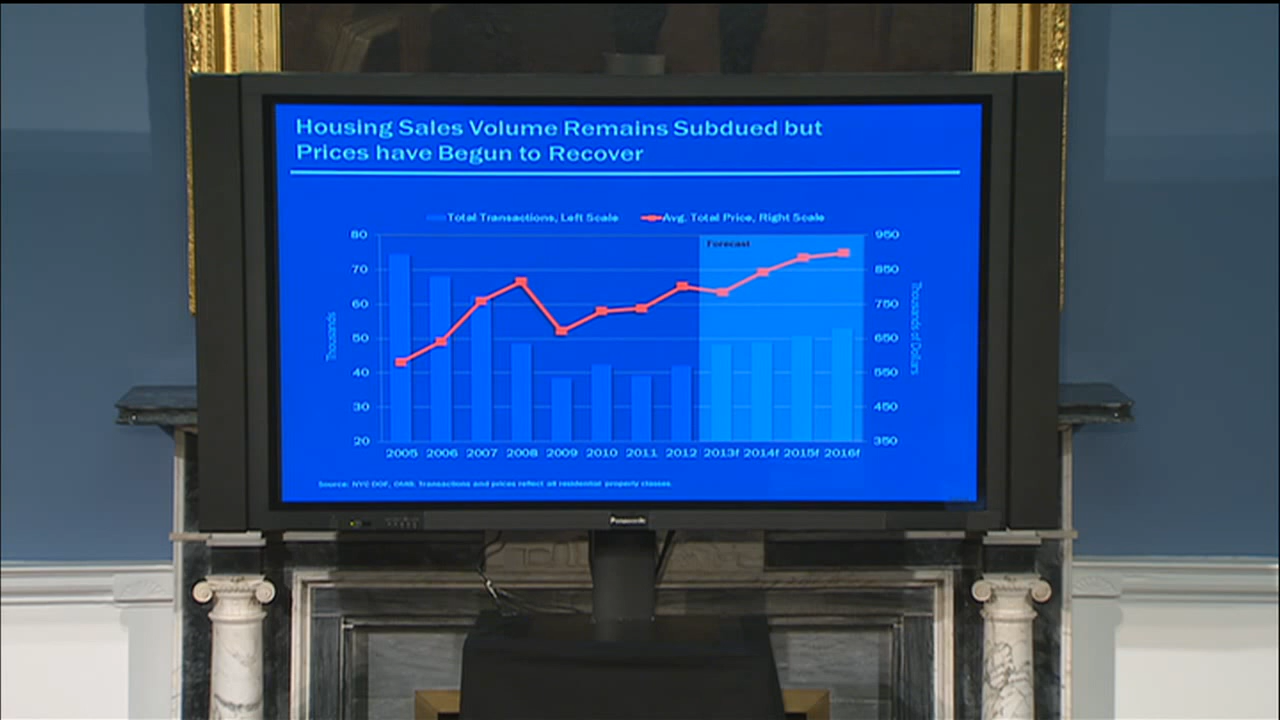 Housing Sales Volume Remains Subdued but
Prices have Begun to Recover
Total Transactions, Left Scale Avg. Total Price, Right Scale
80 Forecast 950
70 850
60 750
Thousands Thousands of Dollars
50 650
40 550
30 450
20 350
2005 2006 2007 2008 2009 2010 2011 2012 2013f 2014f 2015f 2016f
Source: NYC DOF, OMB: Transactions and prices reflect all residential property classes.
Panasonic